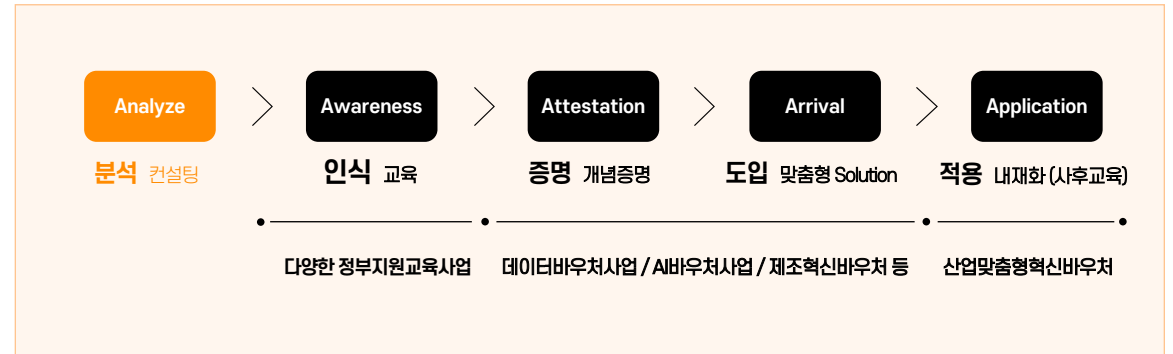 Analyze
Awareness
Attestation
Arrival
Application
분석 컨설팅
인식 교육
증명 개념증명
도입 맞춤형 Solution
적용 내재화 (사후교육)
다양한 정부지원교육사업
데이터바우처사업 / AI바우처사업 / 제조혁신바우처 등
산업맞춤형혁신바우처